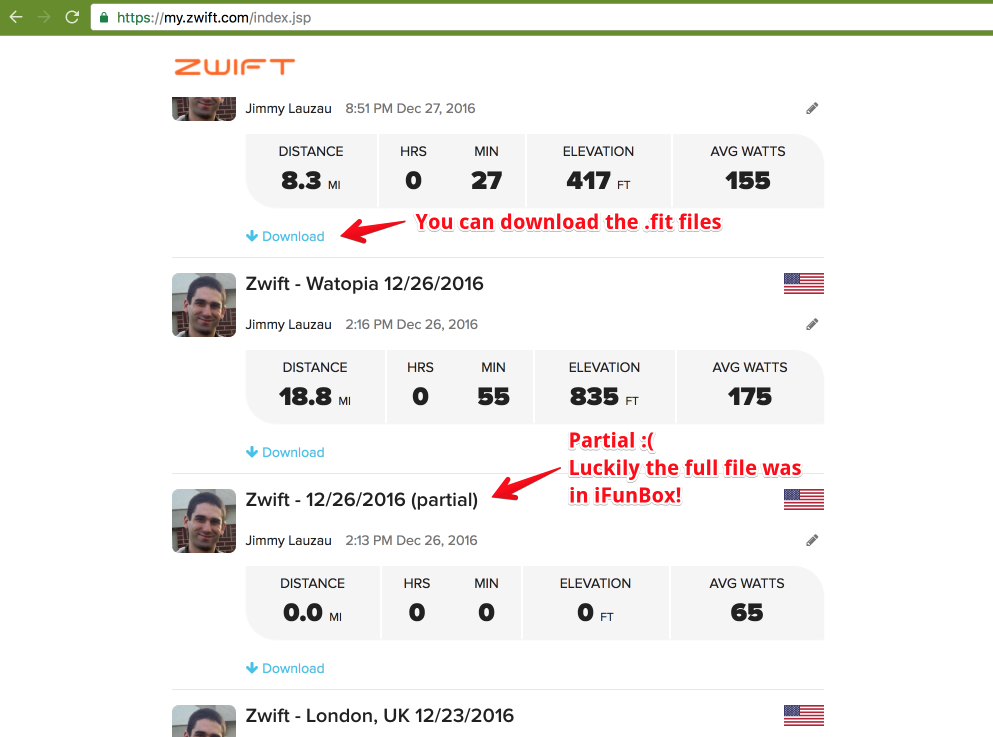 https://my.zwift.com/index.jsp
ZWIFT
Jimmy Lauzau 8:51 PM Dec 27, 2016
DISTANCE HRS MIN ELEVATION AVG WATTS
8.3 MI 0 27 417 FT 155
You can download the .fit files
Download
Zwift - Watopia 12/26/2016
Jimmy Lauzau 2:16 PM Dec 26, 2016
DISTANCE HRS MIN ELEVATION AVG WATTS
18.8 MI 0 55 835 FT 175
Partial :(
Luckily the full file was
in iFunBox!
Download
Zwift - 12/26/2016 (partial)
Jimmy Lauzau 2:13 PM Dec 26, 2016
DISTANCE HRS MIN ELEVATION AVG WATTS
0.0 MI 0 0 0 FT 65
Download
Zwift - London, UK 12/23/2016